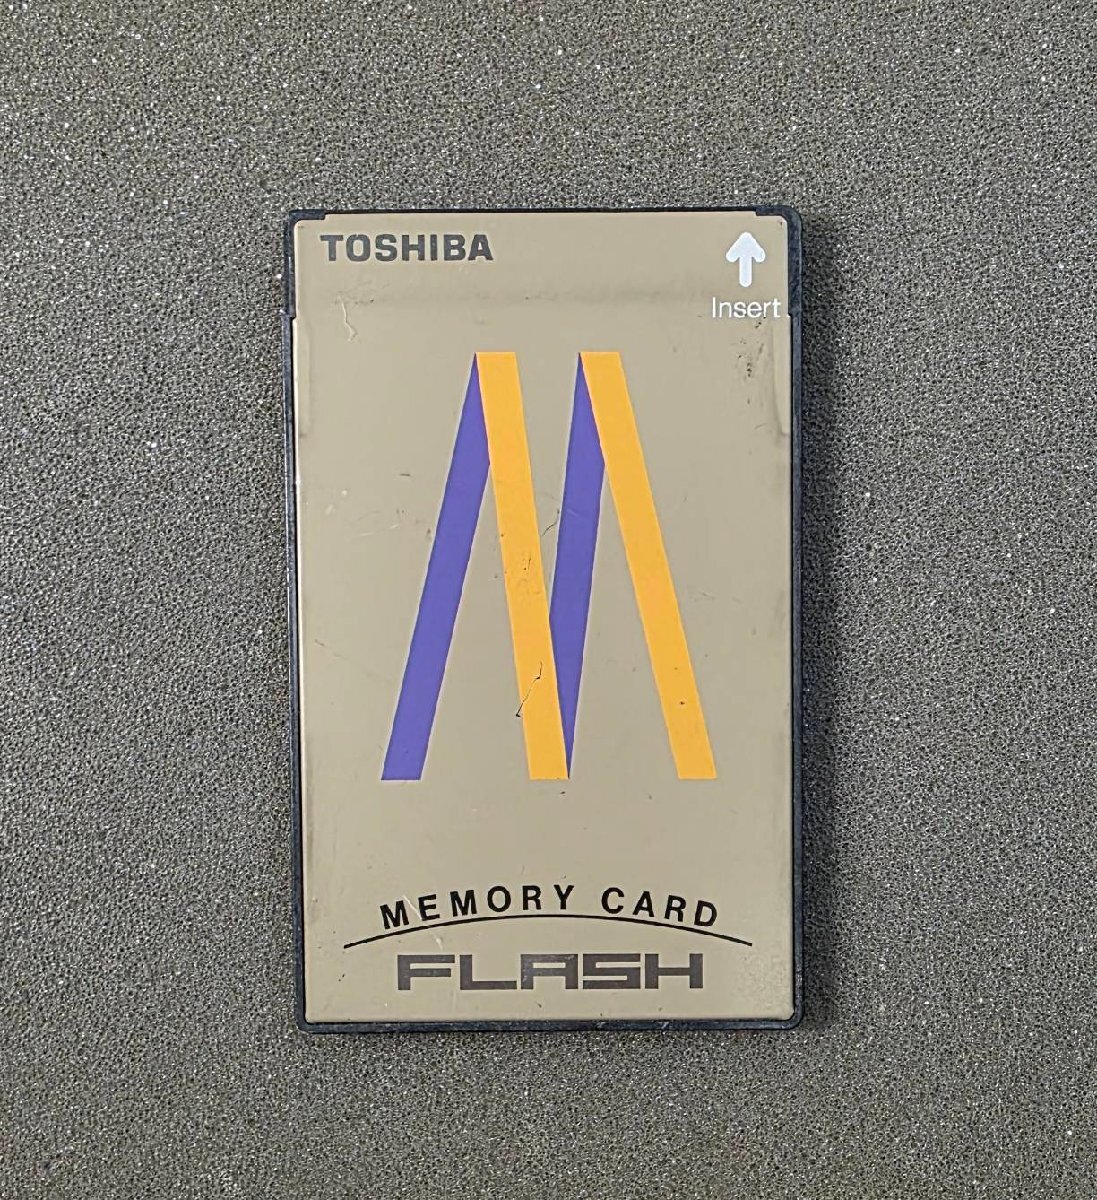 TOSHIBA
Insert
M
MEMORY CARD
FLASH